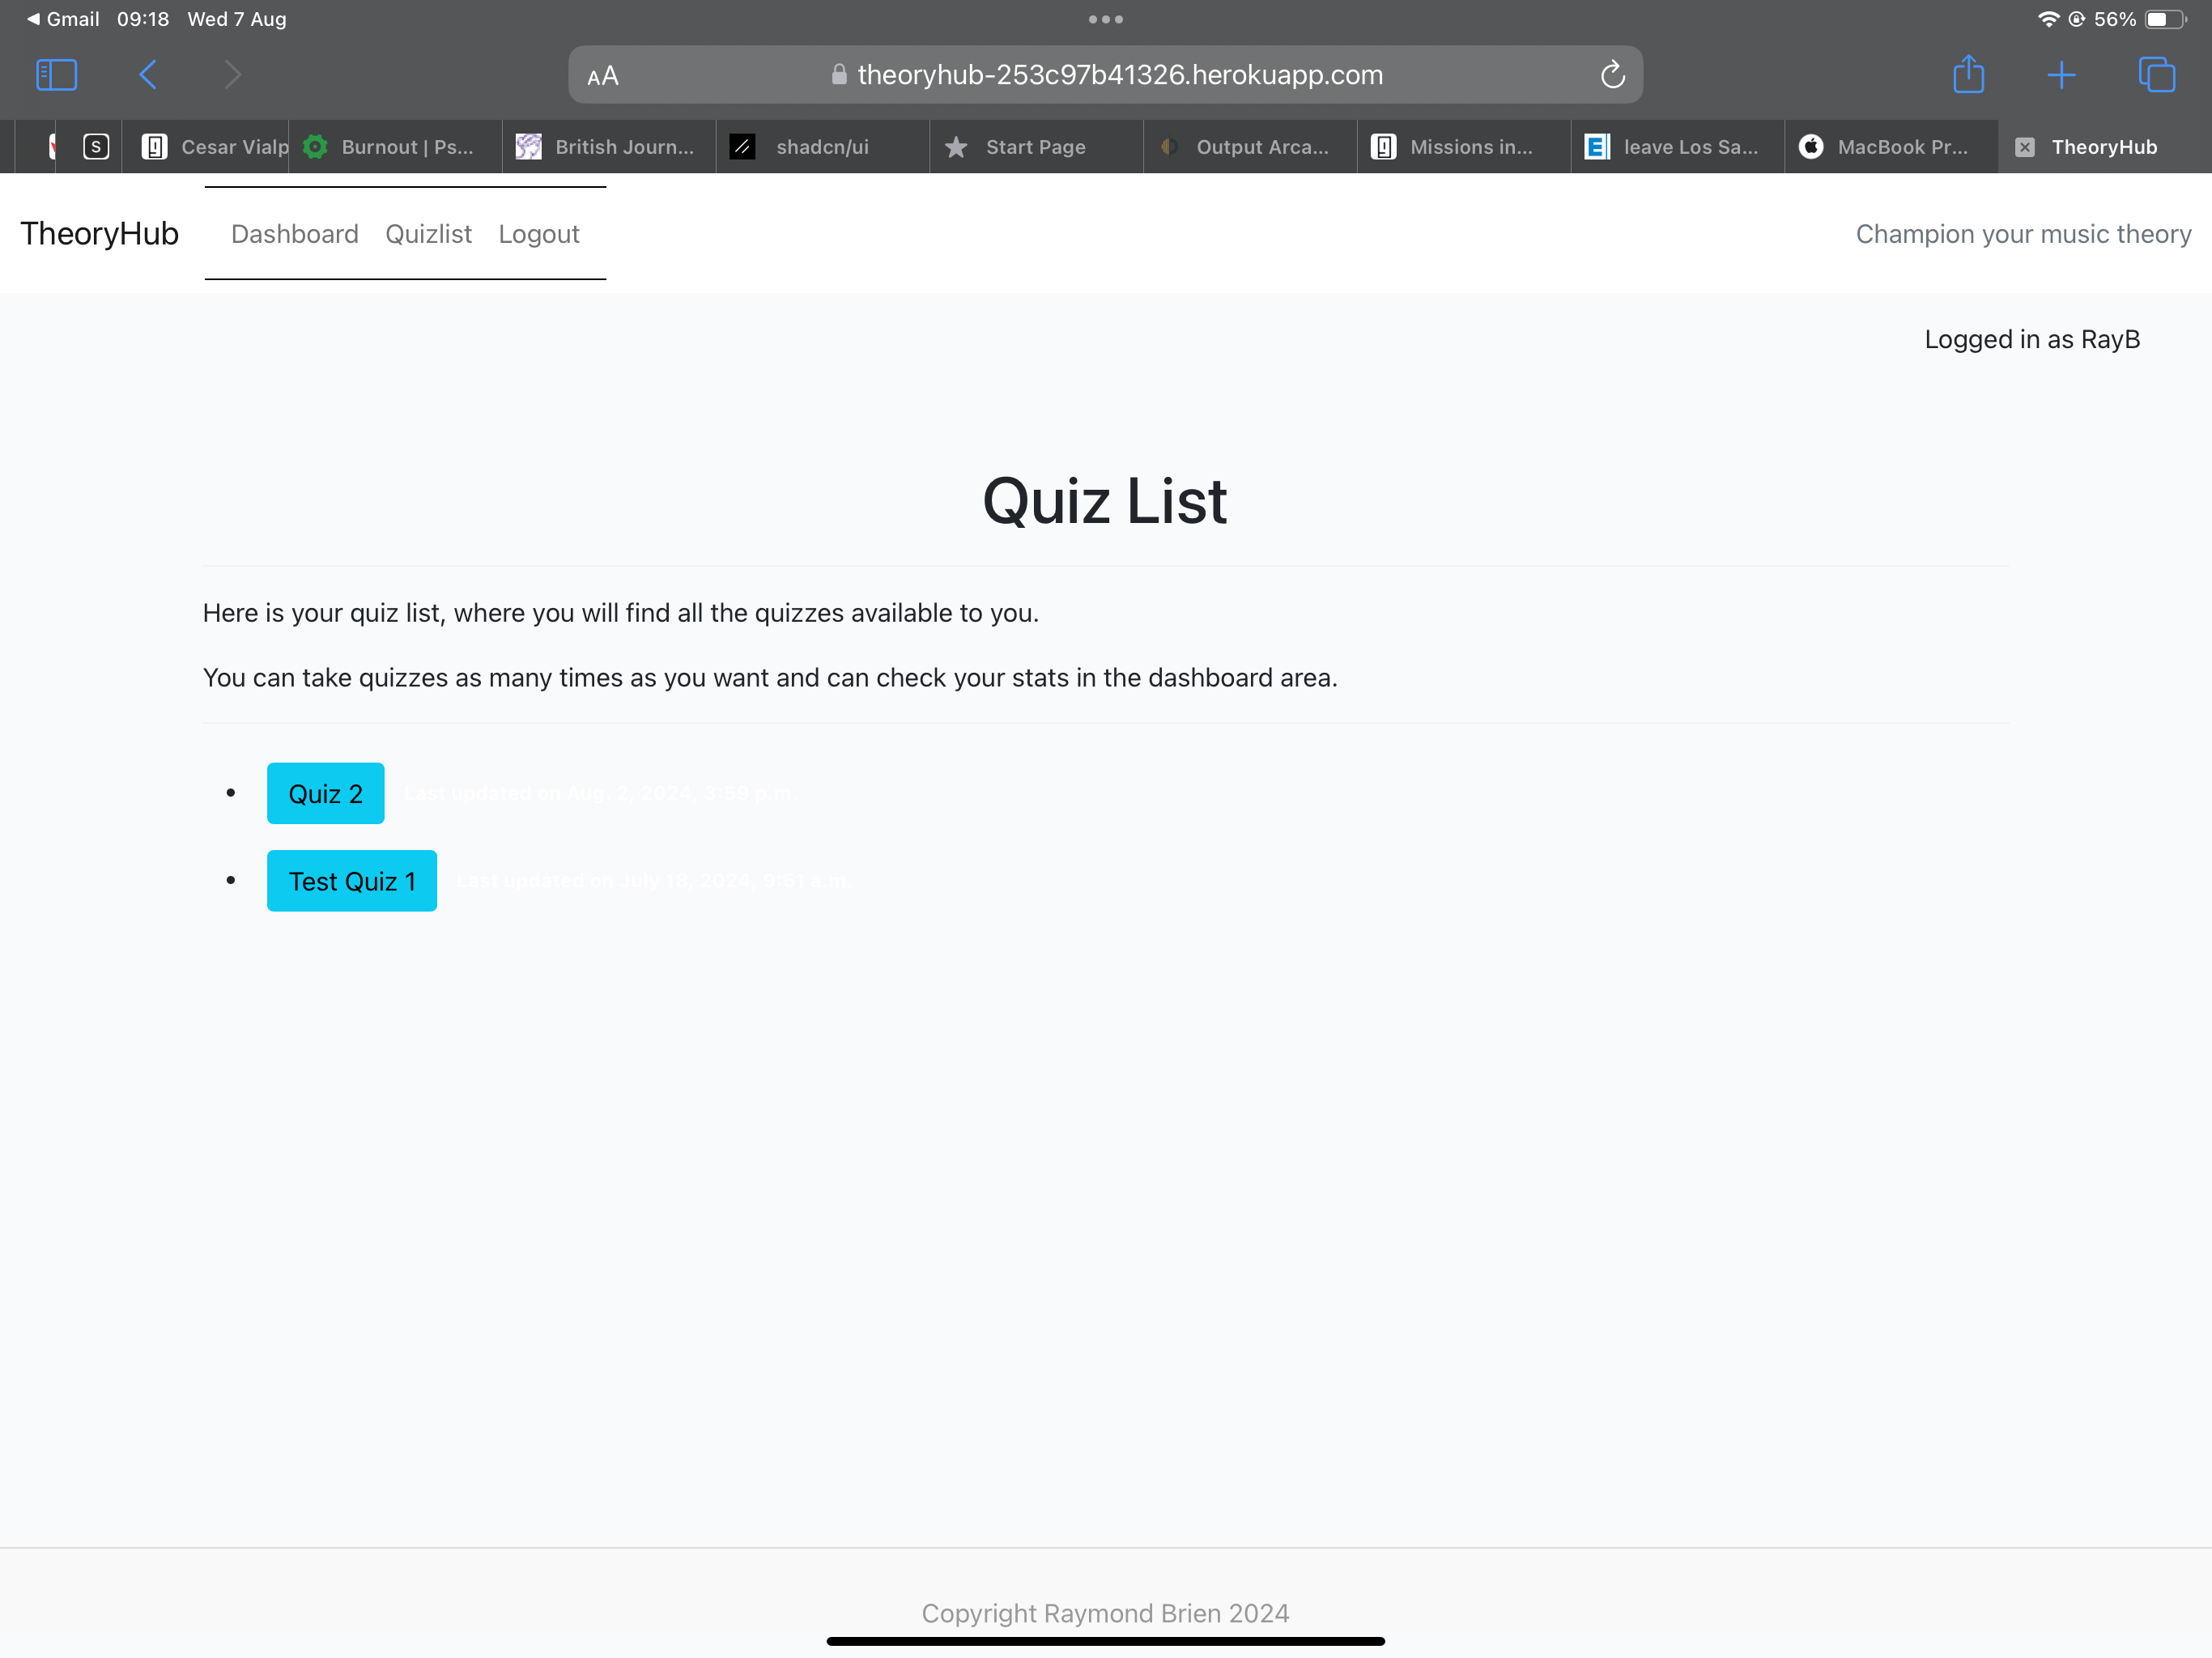 Gmail 09:18 Wed 7 Aug
56%
AA theoryhub-253c97b41326.herokuapp.com
S Cesar Vialp Burnout | Ps... British Journ... shadcn/ui Start Page Output Arca... Missions in... E leave Los Sa... MacBook Pr... TheoryHub
TheoryHub Dashboard Quizlist Logout Champion your music theory
Logged in as RayB
Quiz List
Here is your quiz list, where you will find all the quizzes available to you.
You can take quizzes as many times as you want and can check your stats in the dashboard area.
Quiz 2 Last updated on Aug. 2, 2024, 3:59 p.m.
Test Quiz 1 Last updated on July 18, 2024, 9:51 a.m.
Copyright Raymond Brien 2024